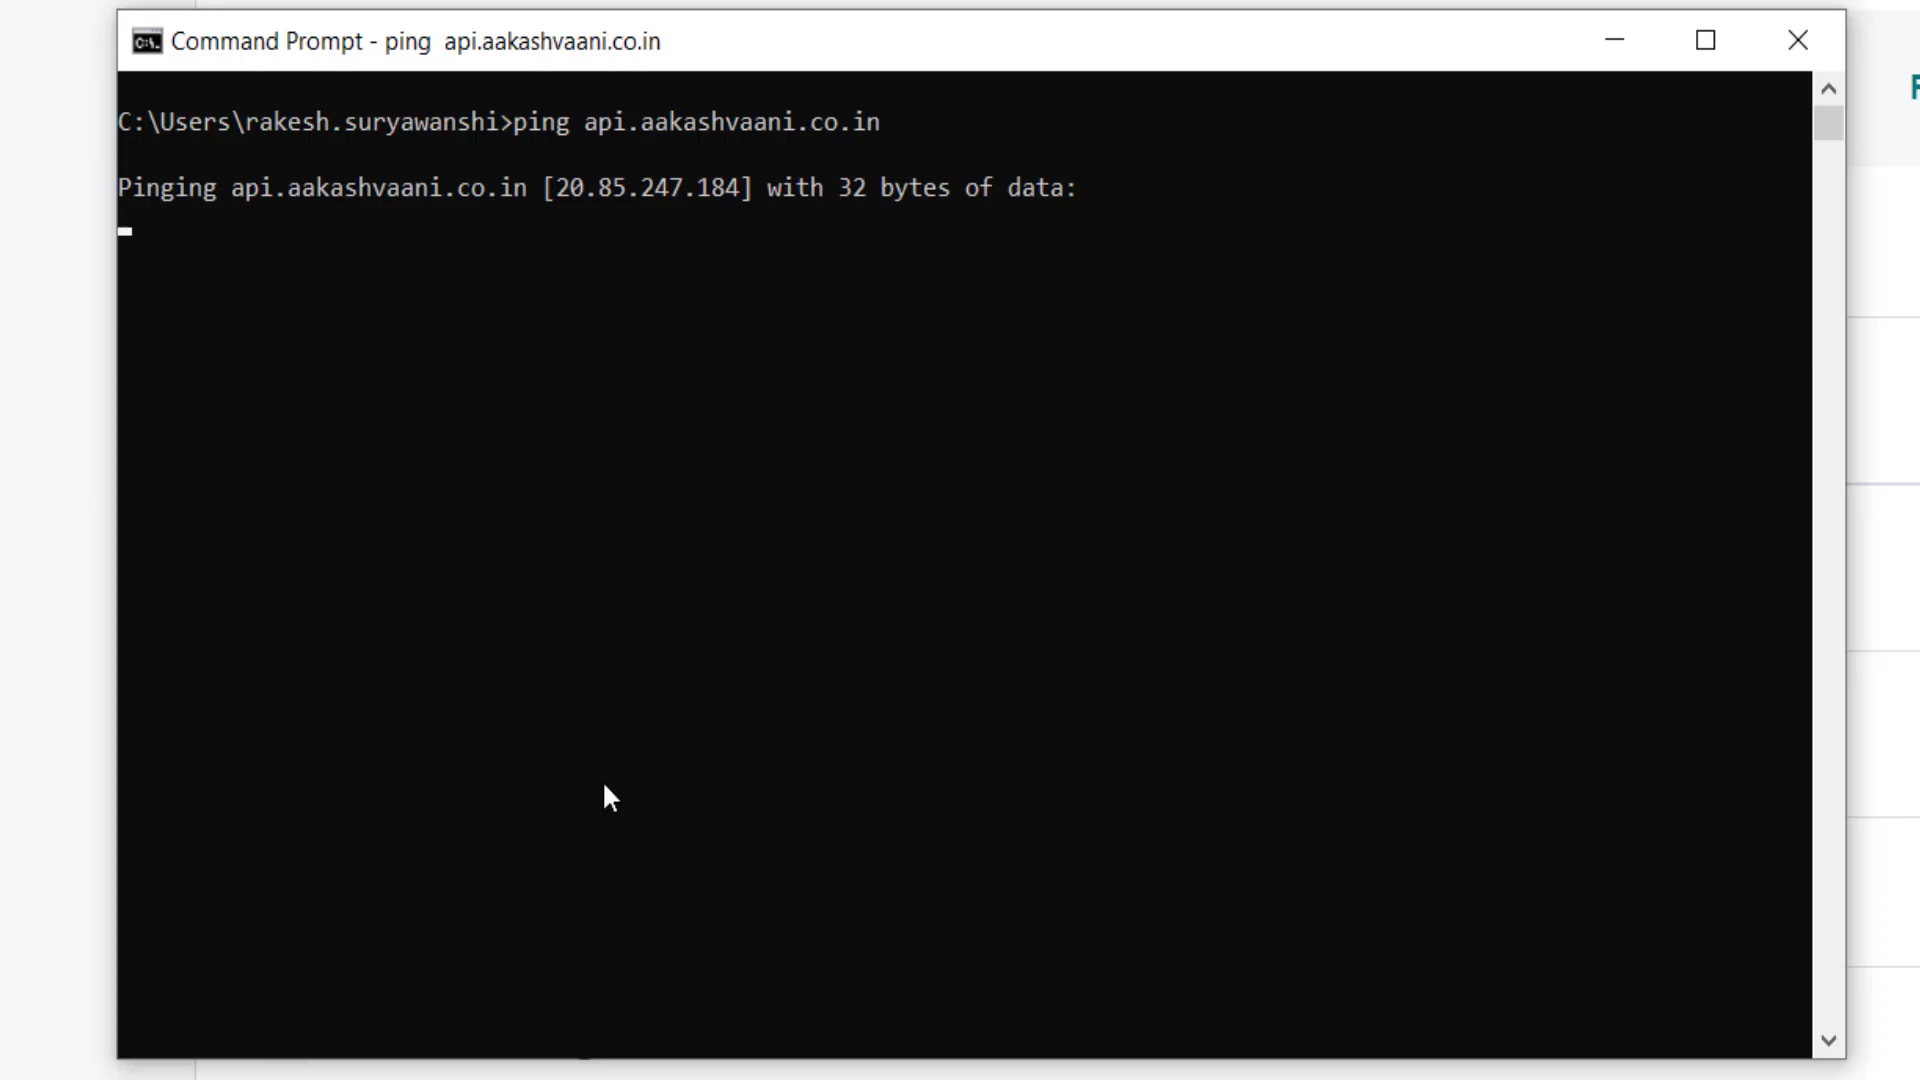 Command Prompt - ping  api.aakashvaani.co.in
C:\Users\rakesh.suryawanshi>ping api.aakashvaani.co.in
Pinging api.aakashvaani.co.in [20.85.247.184] with 32 bytes of data: